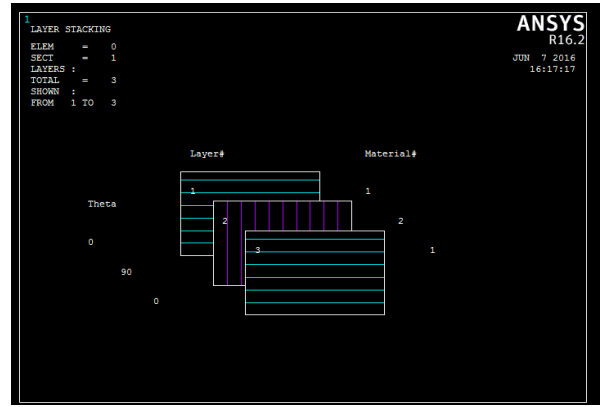 1
LAYER STACKING
ANSYS
R16.2
ELEM = 0
SECT = 1
LAYERS :
TOTAL = 3
SHOWN :
FROM 1 TO 3
JUN 7 2016
16:17:17
Layer# Material#
1 1
Theta
2 2
0
3 1
90
0